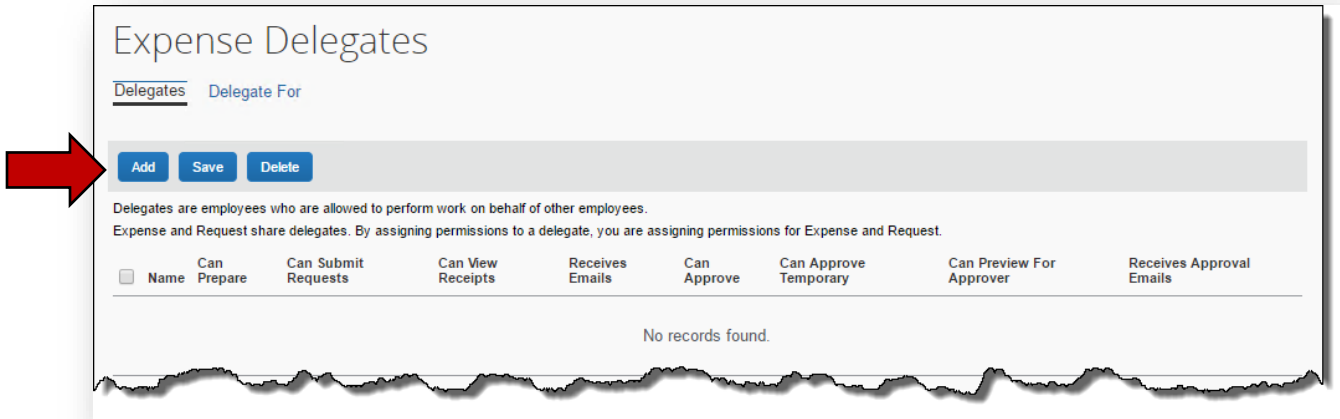 Expense Delegates
Delegates Delegate For
Add Save Delete
Delegates are employees who are allowed to perform work on behalf of other employees.
Expense and Request share delegates. By assigning permissions to a delegate, you are assigning permissions for Expense and Request.
Name Can Prepare Can Submit Requests Can View Receipts Receives Emails Can Approve Can Approve Temporary Can Preview For Approver Receives Approval Emails
No records found.